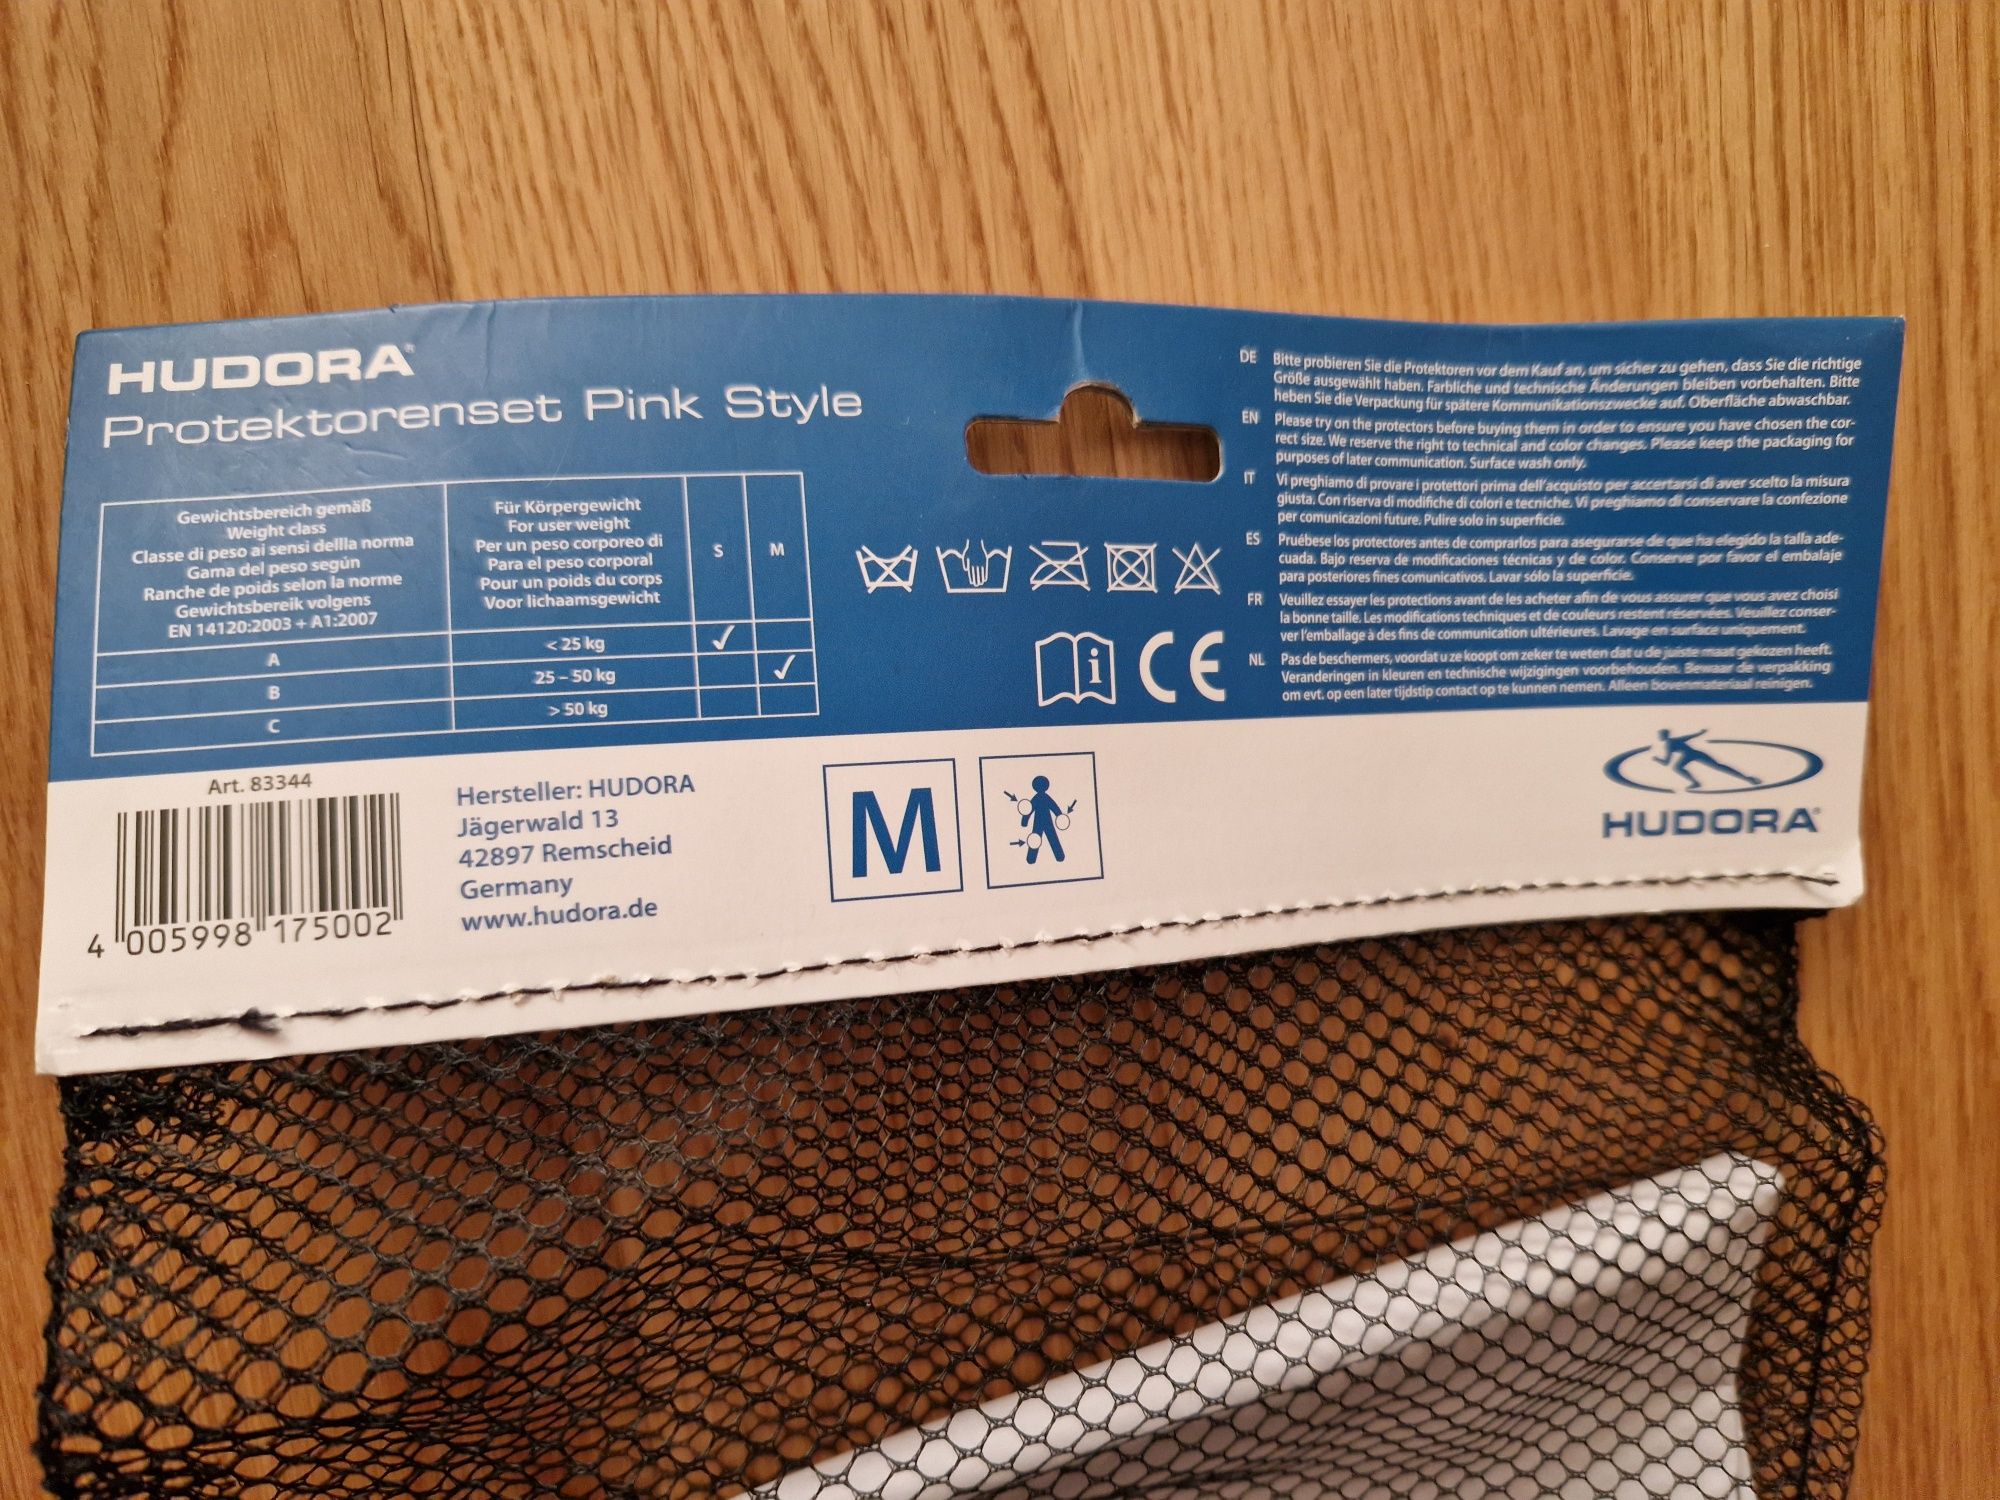 HUDORA®
Protektorenset Pink Style
Gewichtsbereich gemäß
Weight class
Classe di peso ai sensi dellla norma
Gama del peso según
Ranche de poids selon la norme
Gewichtsbereik volgens
EN 14120:2003 + A1:2007
Für Körpergewicht
For user weight
Per un peso corporeo di
Para el peso corporal
Pour un poids du corps
Voor lichaamsgewicht
S
M
A
< 25 kg
✓
B
25 – 50 kg
✓
C
> 50 kg
DE Bitte probieren Sie die Protektoren vor dem Kauf an, um sicher zu gehen, dass Sie die richtige
Größe ausgewählt haben. Farbliche und technische Änderungen bleiben vorbehalten. Bitte
heben Sie die Verpackung für spätere Kommunikationszwecke auf. Oberfläche abwaschbar.
EN Please try on the protectors before buying them in order to ensure you have chosen the cor-
rect size. We reserve the right to technical and color changes. Please keep the packaging for
purposes of later communication. Surface wash only.
IT Vi preghiamo di provare i protettori prima dell'acquisto per accertarsi di aver scelto la misura
giusta. Con riserva di modifiche di colori e tecniche. Vi preghiamo di conservare la confezione
per comunicazioni future. Pulire solo in superficie.
ES Pruébese los protectores antes de comprarlos para asegurarse de que ha elegido la talla ade-
cuada. Bajo reserva de modificaciones técnicas y de color. Conserve por favor el embalaje
para posteriores fines comunicativos. Lavar sólo la superficie.
FR Veuillez essayer les protections avant de les acheter afin de vous assurer que vous avez choisi
la bonne taille. Les modifications techniques et de couleurs restent réservées. Veuillez conser-
ver l'emballage à des fins de communication ultérieures. Lavage en surface uniquement.
NL Pas de beschermers, voordat u ze koopt om zeker te weten dat u de juiste maat gekozen heeft.
Veranderingen in kleuren en technische wijzigingen voorbehouden. Bewaar de verpakking
om evt. op een later tijdstip contact op te kunnen nemen. Alleen bovenmateriaal reinigen.
i CE
Art. 83344
4 005998 175002
Hersteller: HUDORA
Jägerwald 13
42897 Remscheid
Germany
www.hudora.de
M
HUDORA®